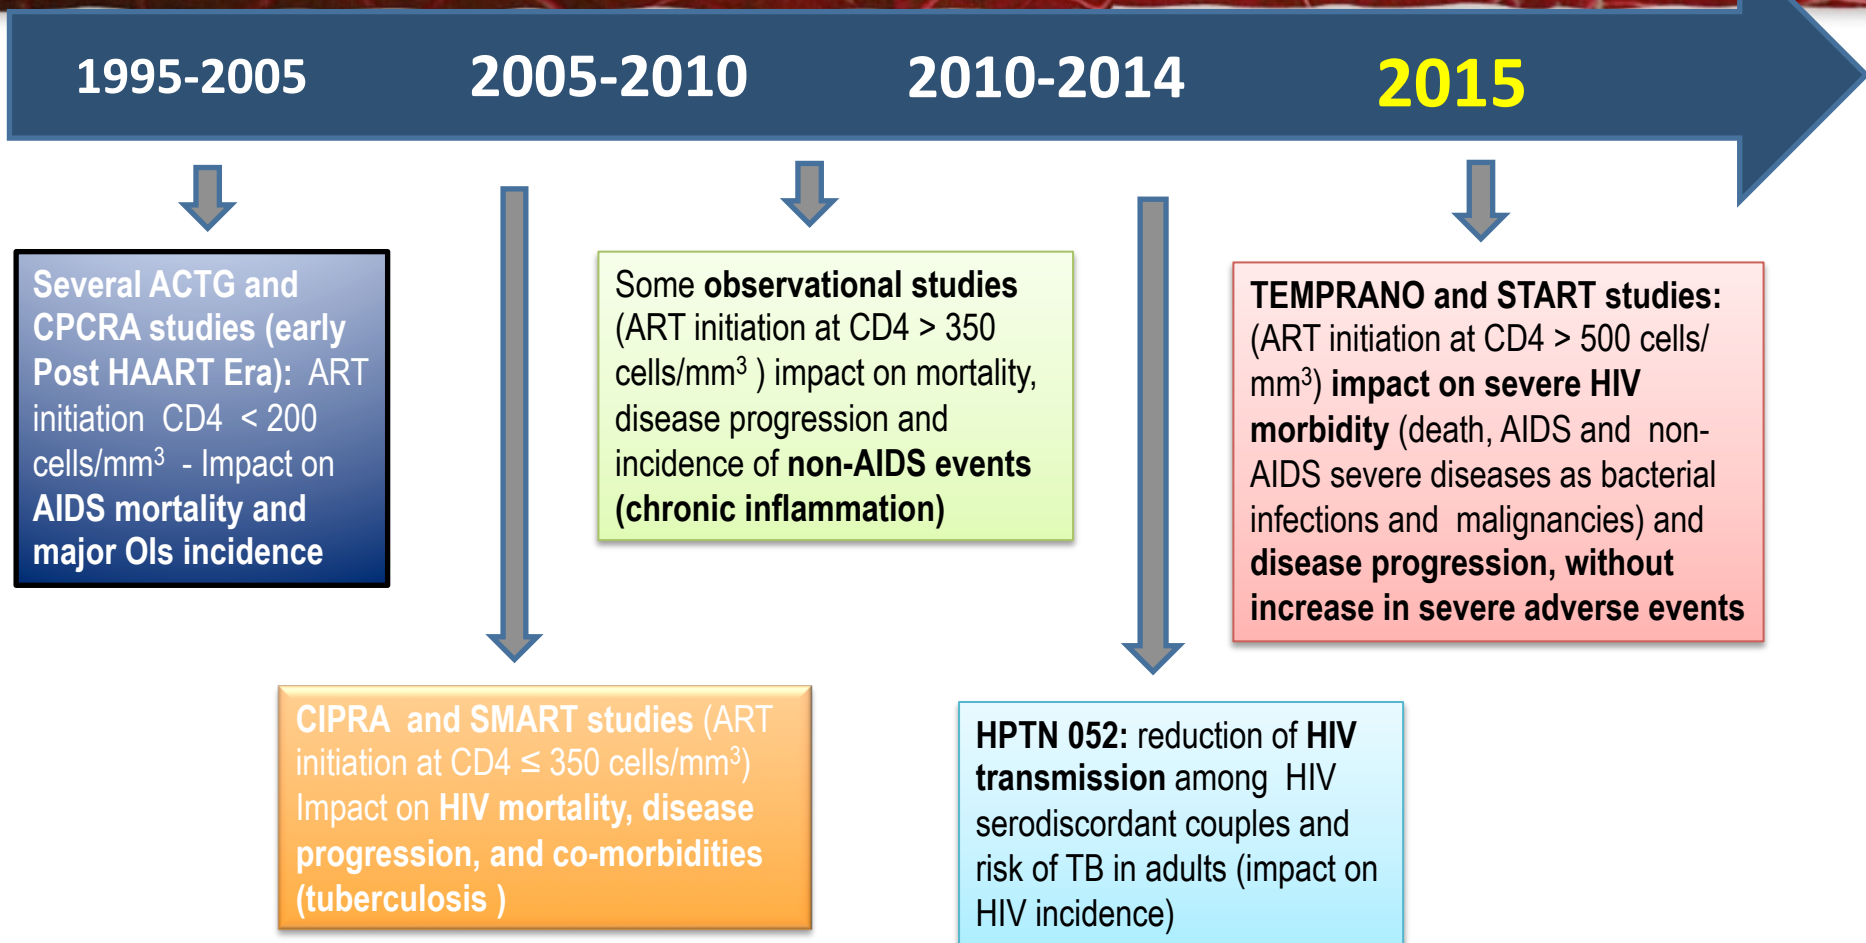 1995-2005
2005-2010
2010-2014
2015
Several ACTG and
CPCRA studies (early
Post HAART Era): ART
initiation CD4 < 200
cells/mm³ - Impact on
AIDS mortality and
major OIs incidence
CIPRA and SMART studies (ART
initiation at CD4 ≤ 350 cells/mm³)
Impact on HIV mortality, disease
progression, and co-morbidities
(tuberculosis )
Some observational studies
(ART initiation at CD4 > 350
cells/mm³ ) impact on mortality,
disease progression and
incidence of non-AIDS events
(chronic inflammation)
HPTN 052: reduction of HIV
transmission among HIV
serodiscordant couples and
risk of TB in adults (impact on
HIV incidence)
TEMPRANO and START studies:
(ART initiation at CD4 > 500 cells/
mm³) impact on severe HIV
morbidity (death, AIDS and non-
AIDS severe diseases as bacterial
infections and malignancies) and
disease progression, without
increase in severe adverse events